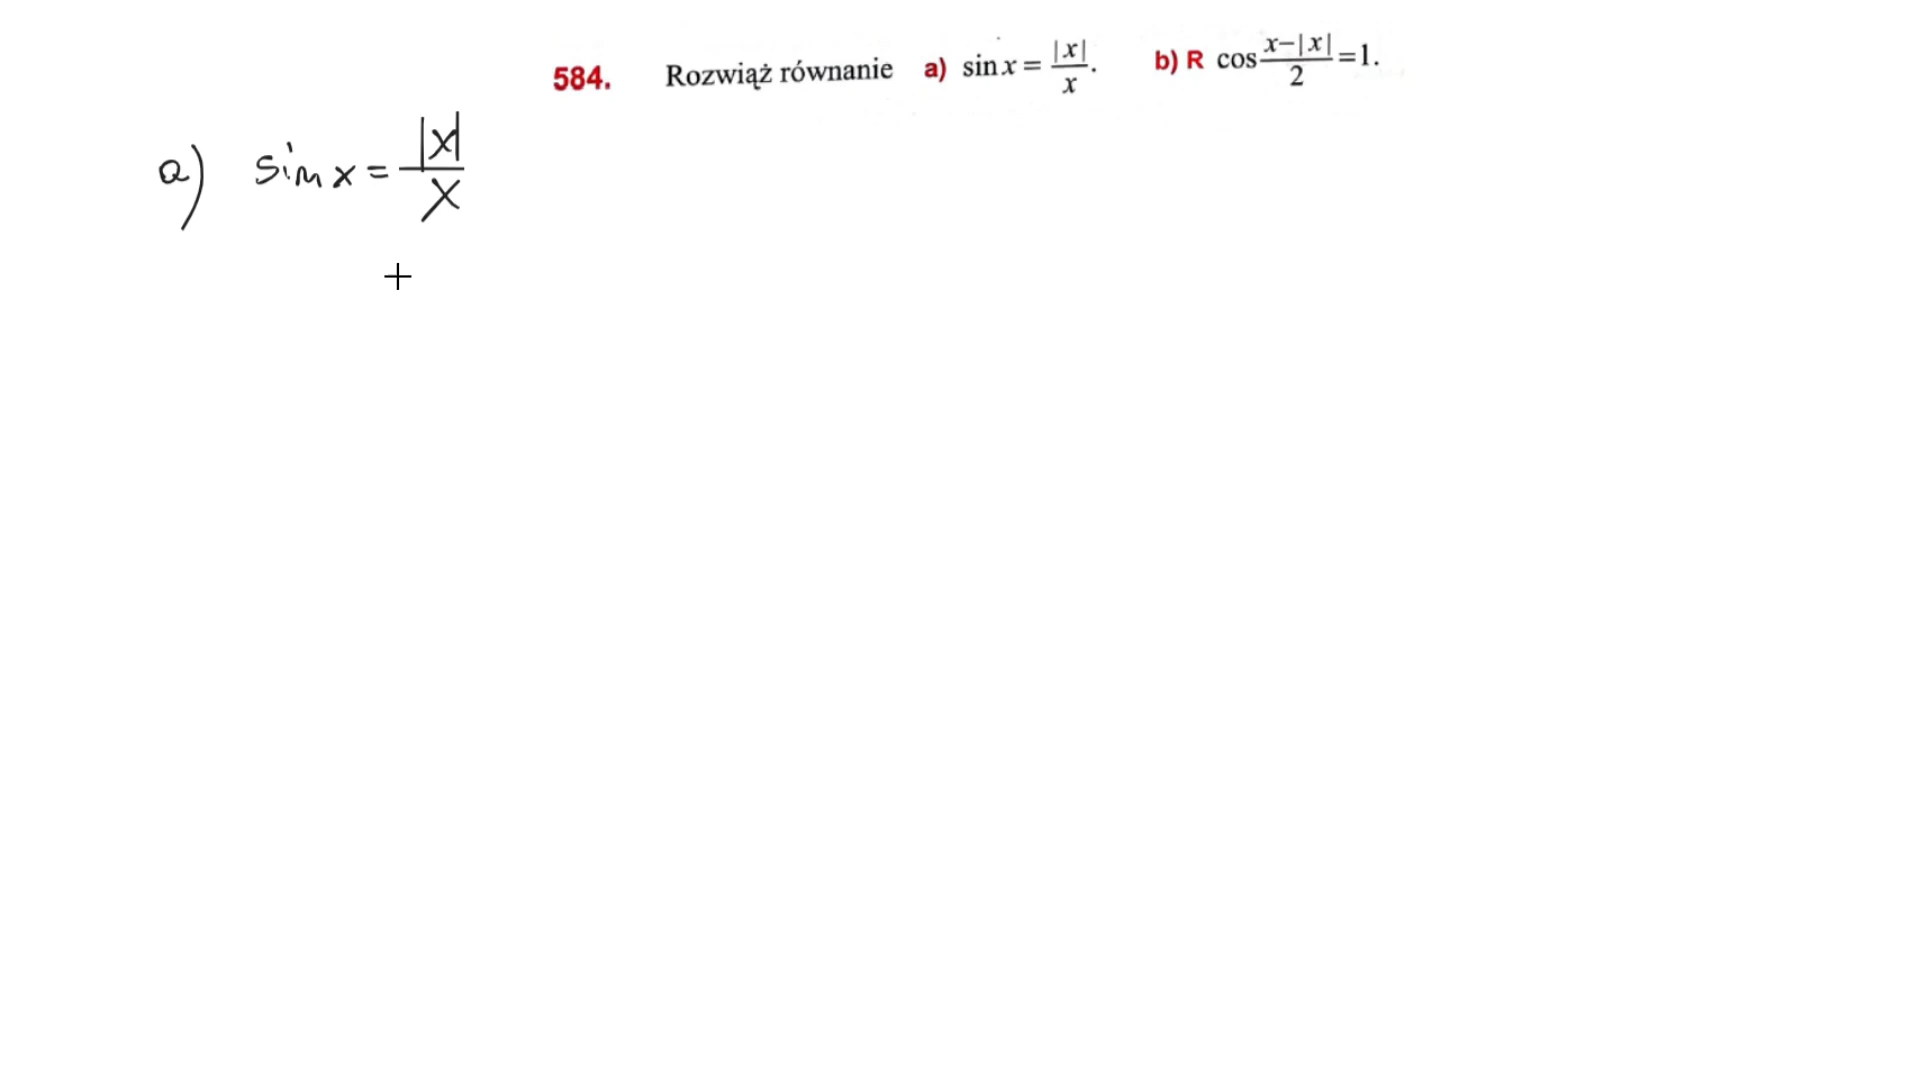 584. Rozwiąż równanie a) sin x = |x|/x. b) R cos (x−|x|)/2 = 1.
a) sin x = |x|/x